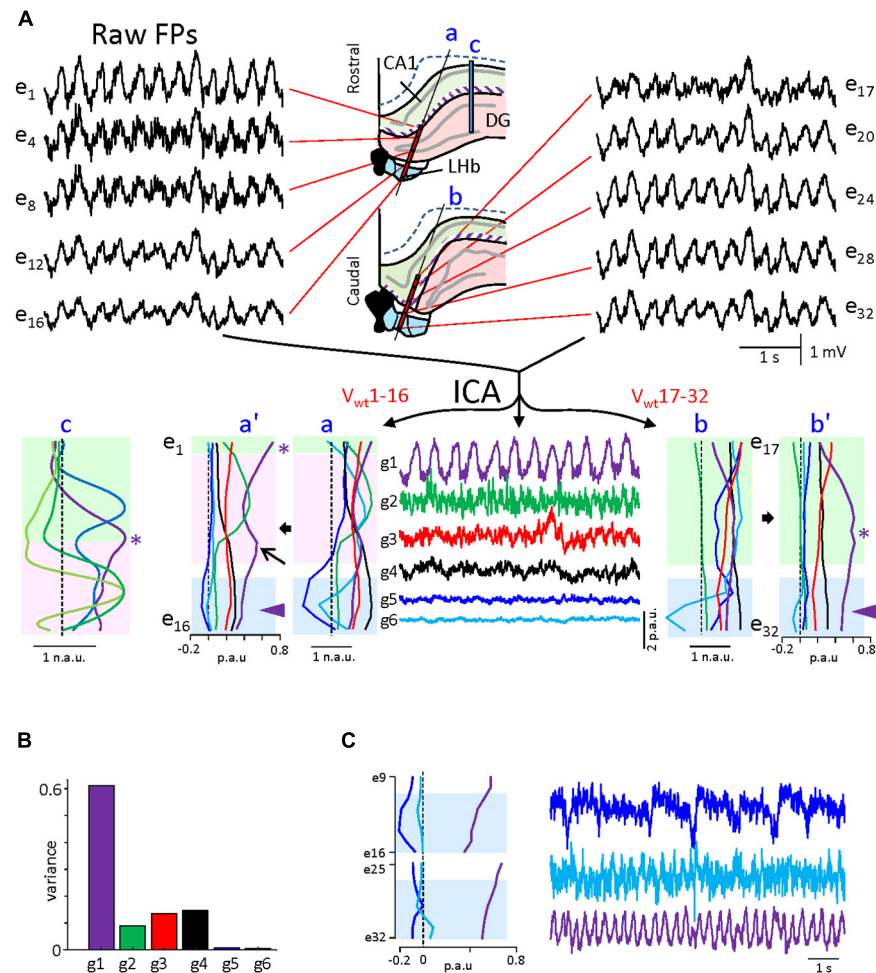 A
Raw FPs
e1
e4
e8
e12
e16
Rostral
CA1
a
c
DG
LHb
b
Caudal
e17
e20
e24
e28
e32
1 s
1 mV
ICA
Vwt1-16
Vwt17-32
c
a'
a
b
b'
e1
*
*
e16
1 n.a.u.
-0.2
p.a.u
0.8
1 n.a.u.
g1
g2
g3
g4
g5
g6
2 p.a.u.
e17
*
e32
1 n.a.u.
-0.2
p.a.u
0.8
B
0.6
variance
0
g1
g2
g3
g4
g5
g6
C
e9
e16
e25
e32
-0.2
0
p.a.u
0.8
1 s